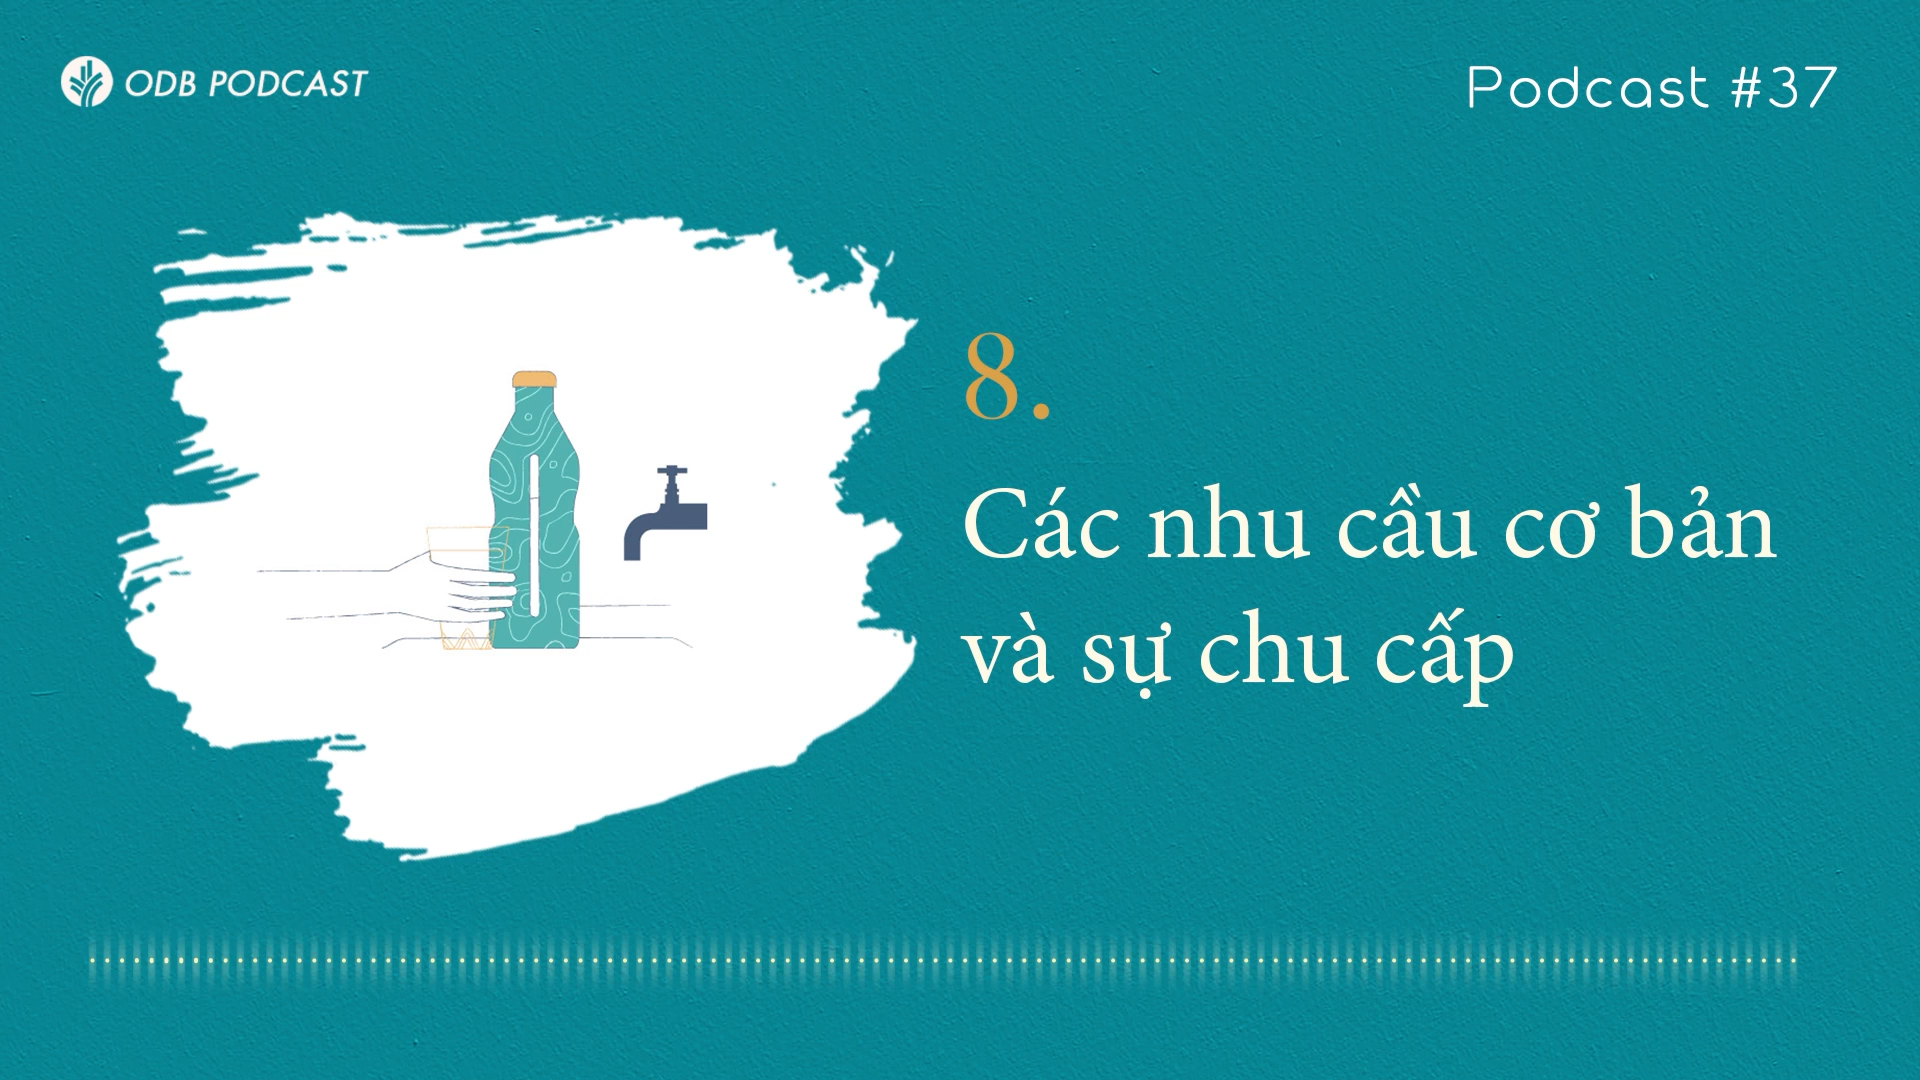 ODB PODCAST
Podcast #37
8.
Các nhu cầu cơ bản
và sự chu cấp